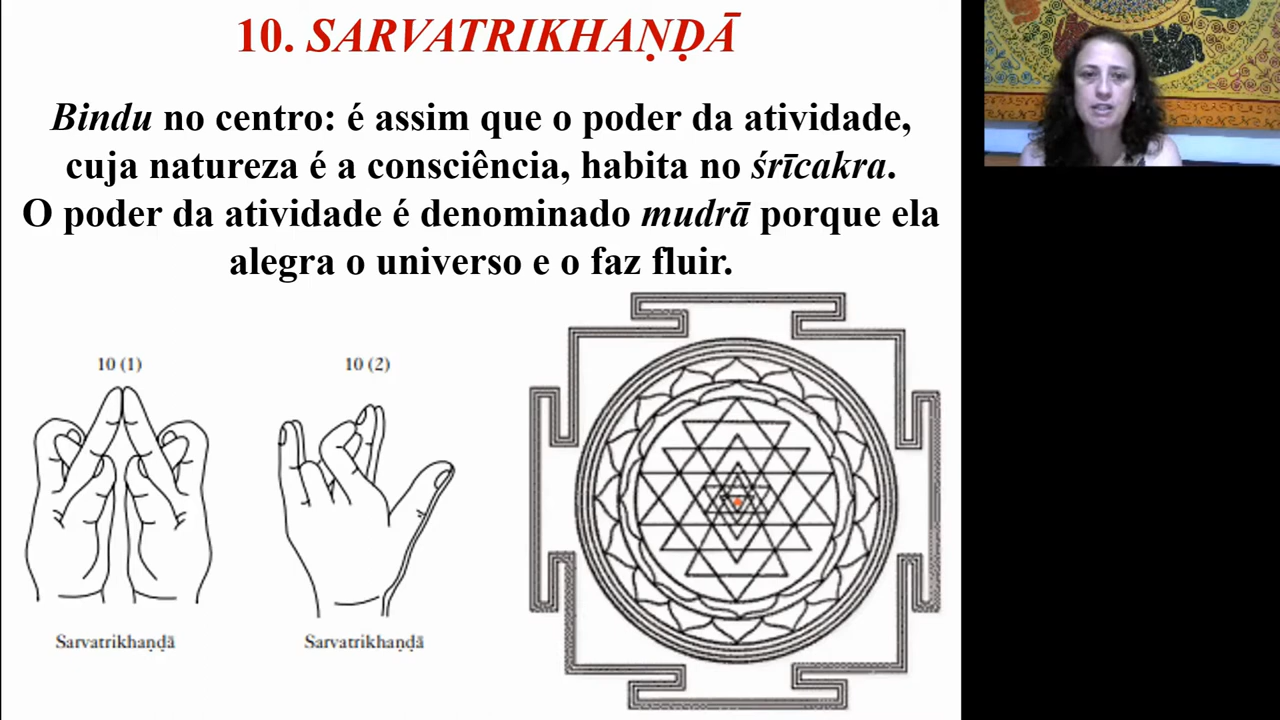 10. SARVATRIKHAṆḌĀ
Bindu no centro: é assim que o poder da atividade,
cuja natureza é a consciência, habita no śrīcakra.
O poder da atividade é denominado mudrā porque ela
alegra o universo e o faz fluir.
10 (1)
10 (2)
Sarvatrikhaṇḍā
Sarvatrikhaṇḍā